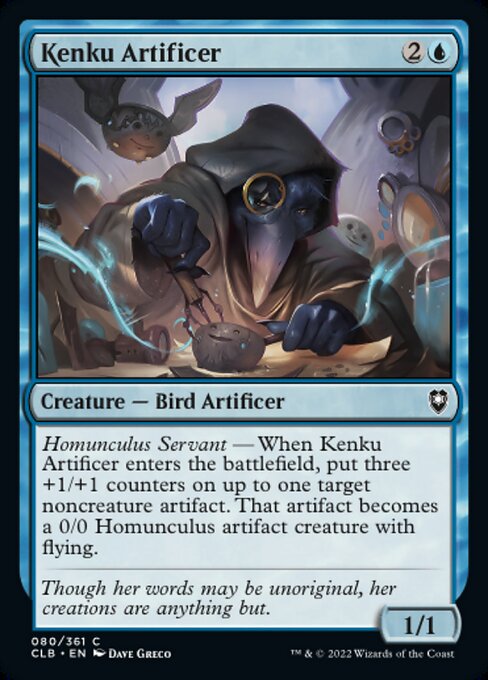 Kenku Artificer 2
Creature — Bird Artificer
Homunculus Servant — When Kenku
Artificer enters the battlefield, put three
+1/+1 counters on up to one target
noncreature artifact. That artifact becomes
a 0/0 Homunculus artifact creature with
flying.
Though her words may be unoriginal, her
creations are anything but.
1/1
080/361 C
CLB • EN Dave Greco
™ & © 2022 Wizards of the Coast